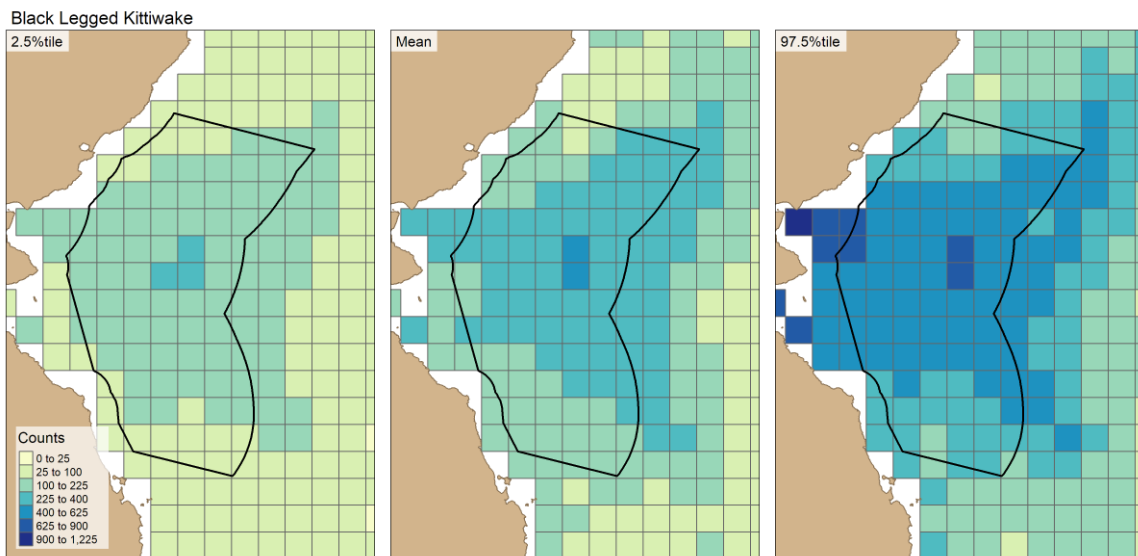 Black Legged Kittiwake
2.5%tile
Mean
97.5%tile
Counts
0 to 25
25 to 100
100 to 225
225 to 400
400 to 625
625 to 900
900 to 1,225